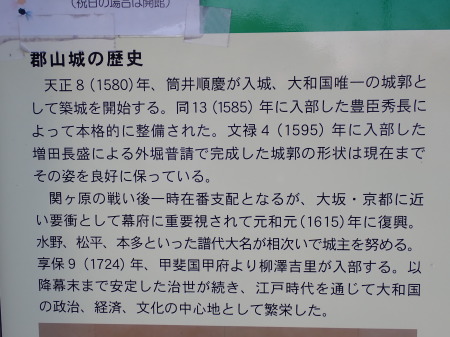 (祝日の場合は開館)
郡山城の歴史
天正8(1580)年、筒井順慶が入城、大和国唯一の城郭と
して築城を開始する。同13(1585)年に入部した豊臣秀長に
よって本格的に整備された。文禄4(1595)年に入部した
増田長盛による外堀普請で完成した城郭の形状は現在まで
その姿を良好に保っている。
関ヶ原の戦い後一時在番支配となるが、大坂・京都に近
い要衝として幕府に重要視されて元和元(1615)年に復興。
水野、松平、本多といった譜代大名が相次いで城主を努める。
享保9(1724)年、甲斐国甲府より柳澤吉里が入部する。以
降幕末まで安定した治世が続き、江戸時代を通じて大和国
の政治、経済、文化の中心地として繁栄した。